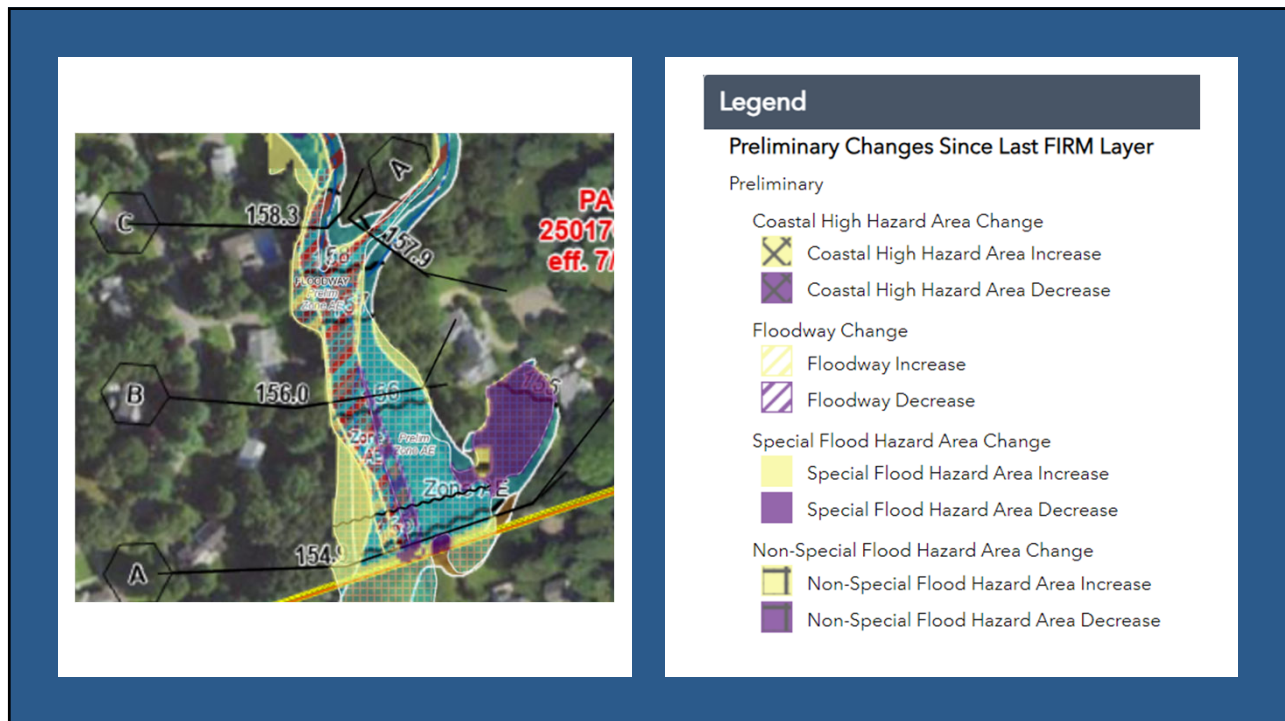 A
C
158.3
157.9
PA
25017
eff. 7/
FLOODWAY
Prelim
Zone AE
B
156.0
56
155
Zone
AE
Prelim
Zone AE
Zone AE
154.
A
Legend
Preliminary Changes Since Last FIRM Layer
Preliminary
Coastal High Hazard Area Change
Coastal High Hazard Area Increase
Coastal High Hazard Area Decrease
Floodway Change
Floodway Increase
Floodway Decrease
Special Flood Hazard Area Change
Special Flood Hazard Area Increase
Special Flood Hazard Area Decrease
Non-Special Flood Hazard Area Change
Non-Special Flood Hazard Area Increase
Non-Special Flood Hazard Area Decrease